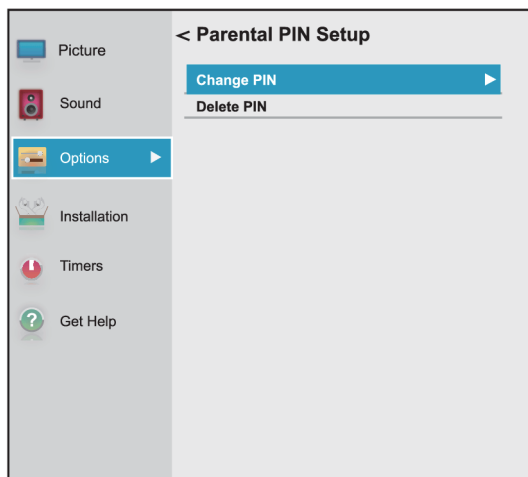 Picture
Sound
Options
Installation
Timers
Get Help
< Parental PIN Setup
Change PIN
Delete PIN